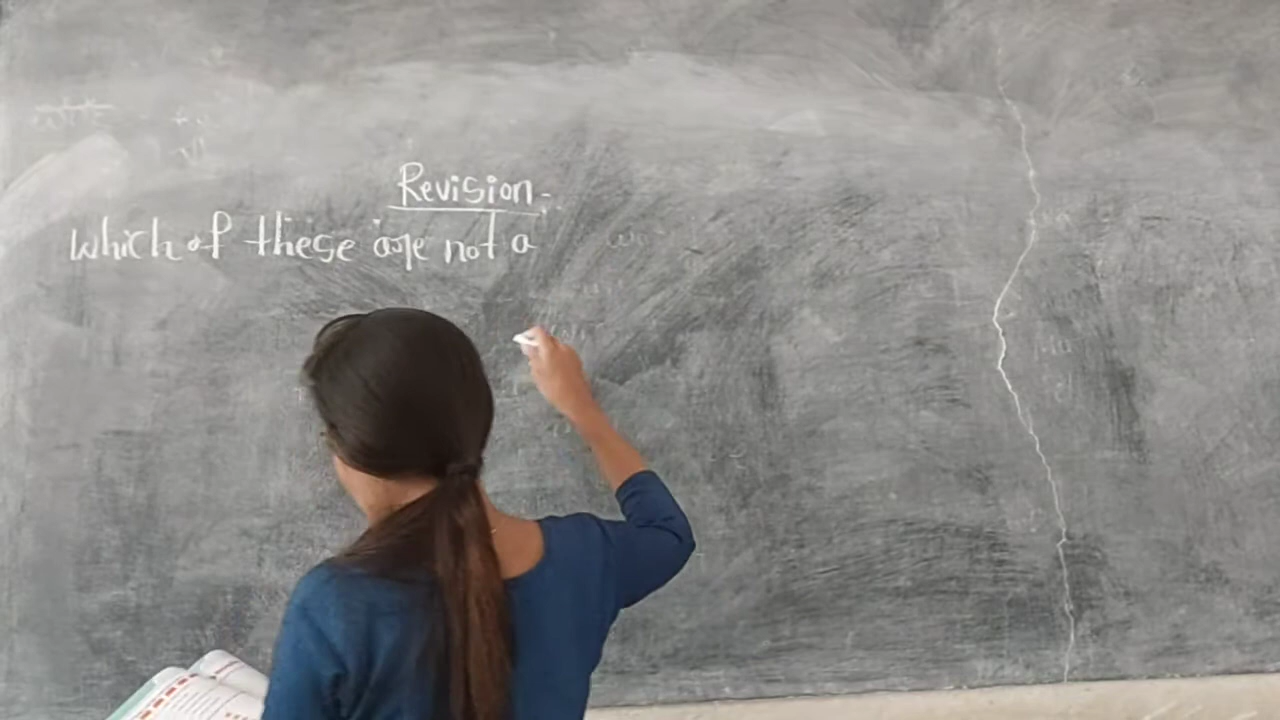 Revision-
which of these are not a